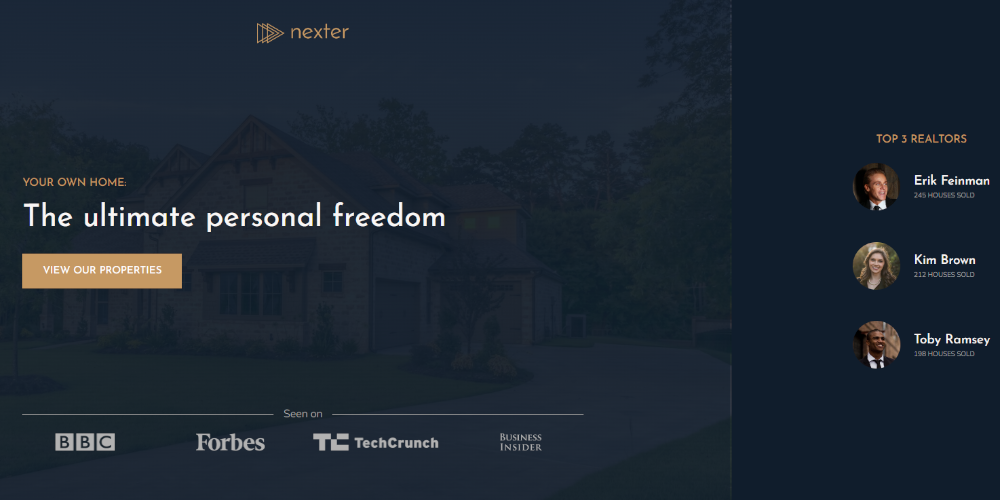 nexter
YOUR OWN HOME:
The ultimate personal freedom
VIEW OUR PROPERTIES
Seen on
BBC
Forbes
TC TechCrunch
BUSINESS
INSIDER
TOP 3 REALTORS
Erik Feinman
245 HOUSES SOLD
Kim Brown
212 HOUSES SOLD
Toby Ramsey
198 HOUSES SOLD